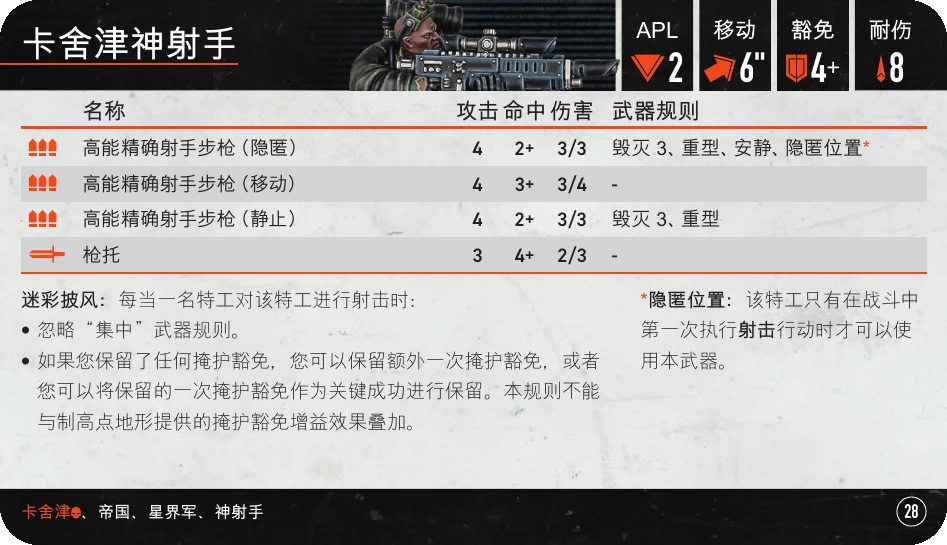 卡舍津神射手
APL 移动 豁免 耐伤
2 6" 4+ 8
名称 攻击 命中 伤害 武器规则
高能精确射手步枪（隐匿） 4 2+ 3/3 毁灭 3、重型、安静、隐匿位置*
高能精确射手步枪（移动） 4 3+ 3/4 -
高能精确射手步枪（静止） 4 2+ 3/3 毁灭 3、重型
枪托 3 4+ 2/3 -
迷彩披风：每当一名特工对该特工进行射击时：
• 忽略“集中”武器规则。
• 如果您保留了任何掩护豁免，您可以保留额外一次掩护豁免，或者
您可以将保留的一次掩护豁免作为关键成功进行保留。本规则不能
与制高点地形提供的掩护豁免增益效果叠加。
*隐匿位置：该特工只有在战斗中
第一次执行射击行动时才可以使
用本武器。
卡舍津、帝国、星界军、神射手
28